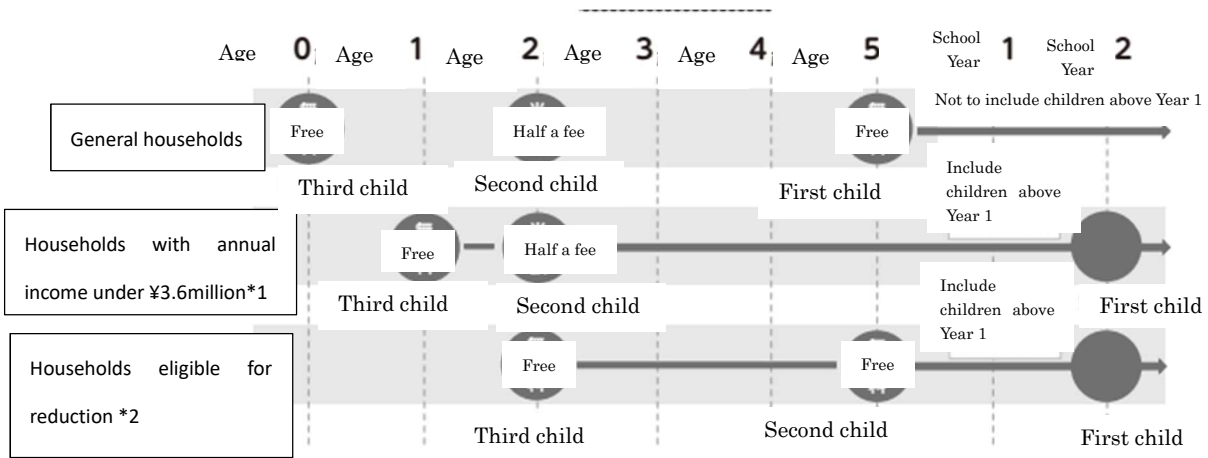 Age 0 Age 1 Age 2 Age 3 Age 4 Age 5 School Year 1 School Year 2
General households
Not to include children above Year 1
Free
Half a fee
Free
Third child
Second child
First child
Include
children above
Year 1
Households with annual
income under ¥3.6million*1
Free
Half a fee
Third child
Second child
First child
Include
children above
Year 1
Households eligible for
reduction *2
Free
Free
Third child
Second child
First child